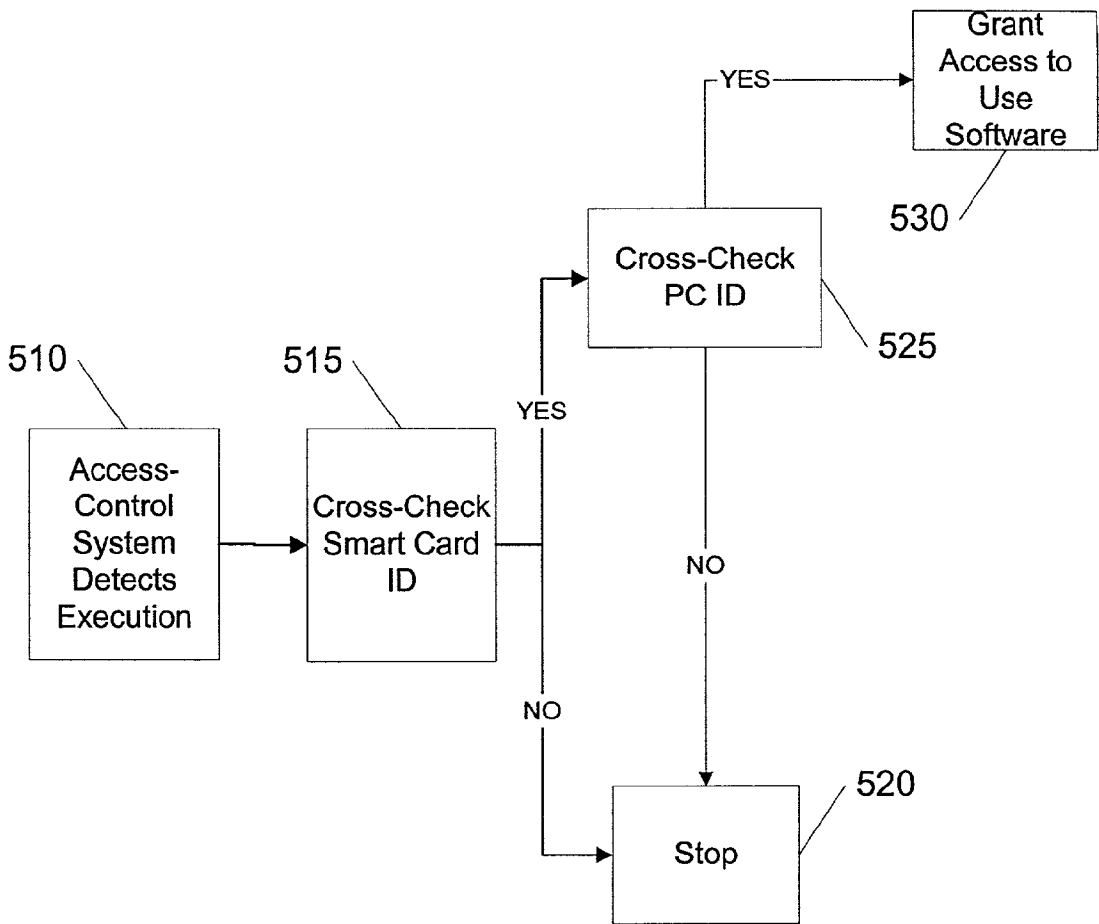 Grant
Access to
Use
Software
YES
530
Cross-Check
PC ID
525
510
515
YES
Access-
Control
System
Detects
Execution
Cross-Check
Smart Card
ID
NO
NO
520
Stop